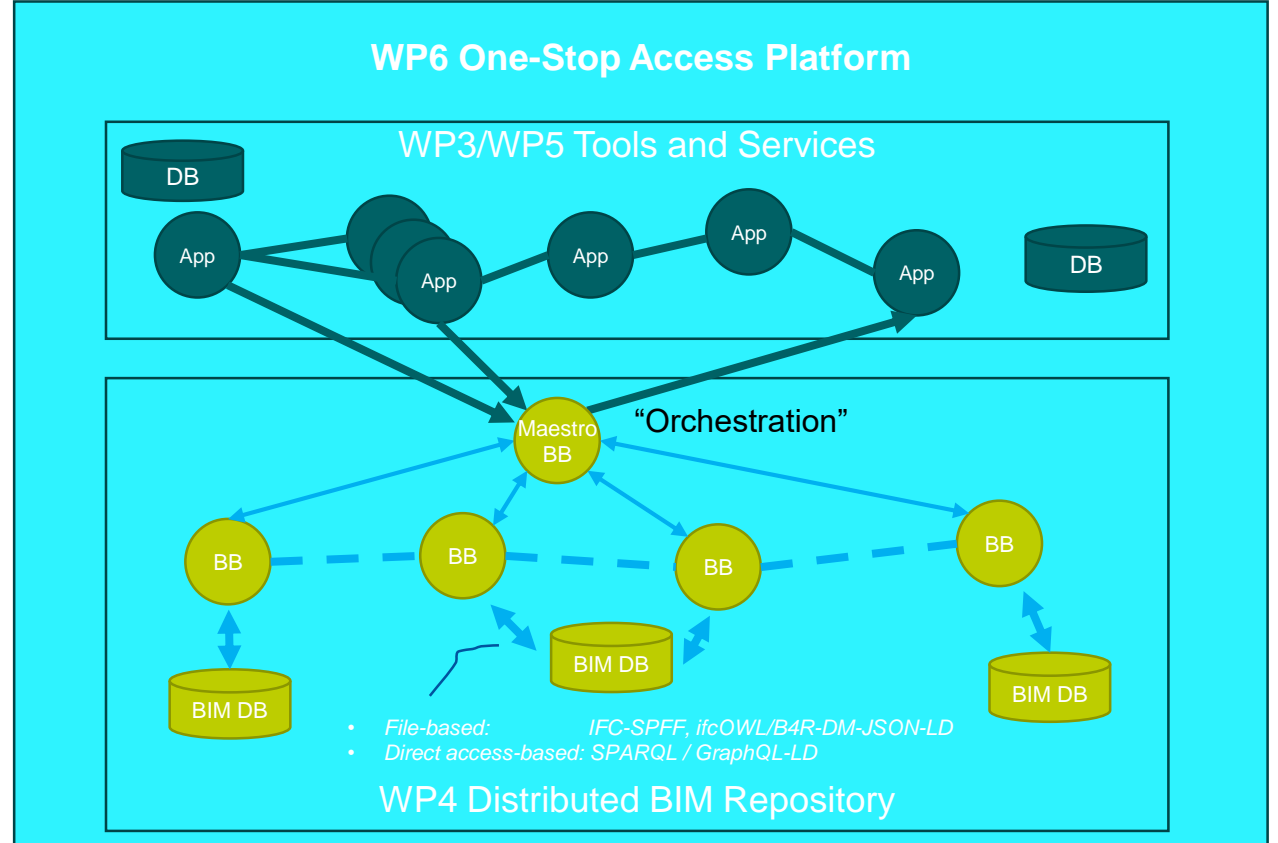 WP6 One-Stop Access Platform
WP3/WP5 Tools and Services
DB
App
App
App
App
App
DB
Maestro
BB
“Orchestration”
BB
BB
BB
BB
BIM DB
BIM DB
BIM DB
• File-based: IFC-SPFF, ifcOWL/B4R-DM-JSON-LD
• Direct access-based: SPARQL / GraphQL-LD
WP4 Distributed BIM Repository